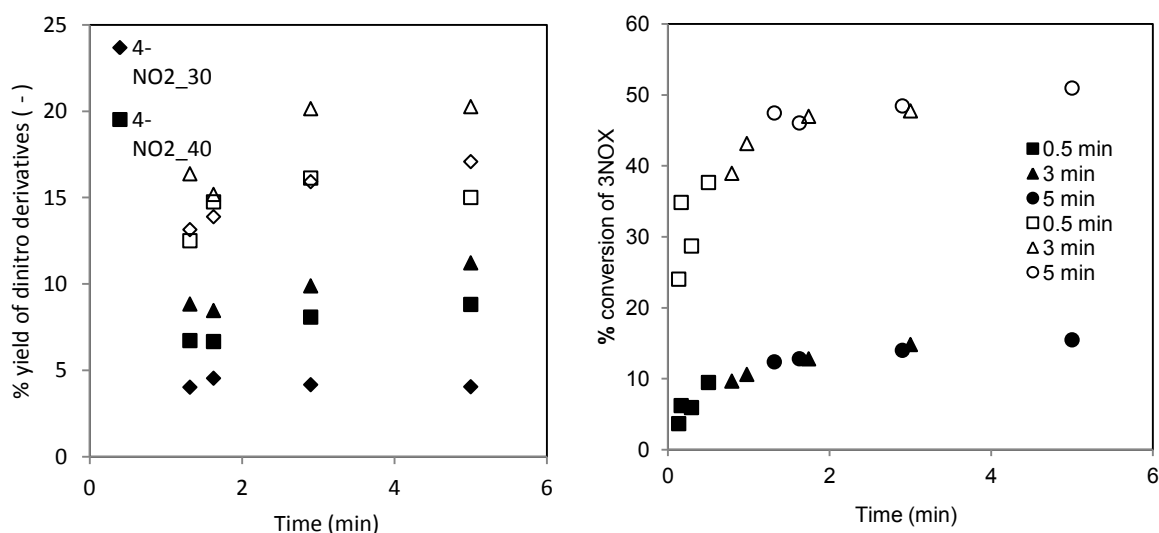 25
20
15
10
5
0
0
2
4
6
% yield of dinitro derivatives ( - )
Time (min)
4-
NO2_30
4-
NO2_40
60
50
40
30
20
10
0
0
2
4
6
% conversion of 3NOX
Time (min)
0.5 min
3 min
5 min
0.5 min
3 min
5 min